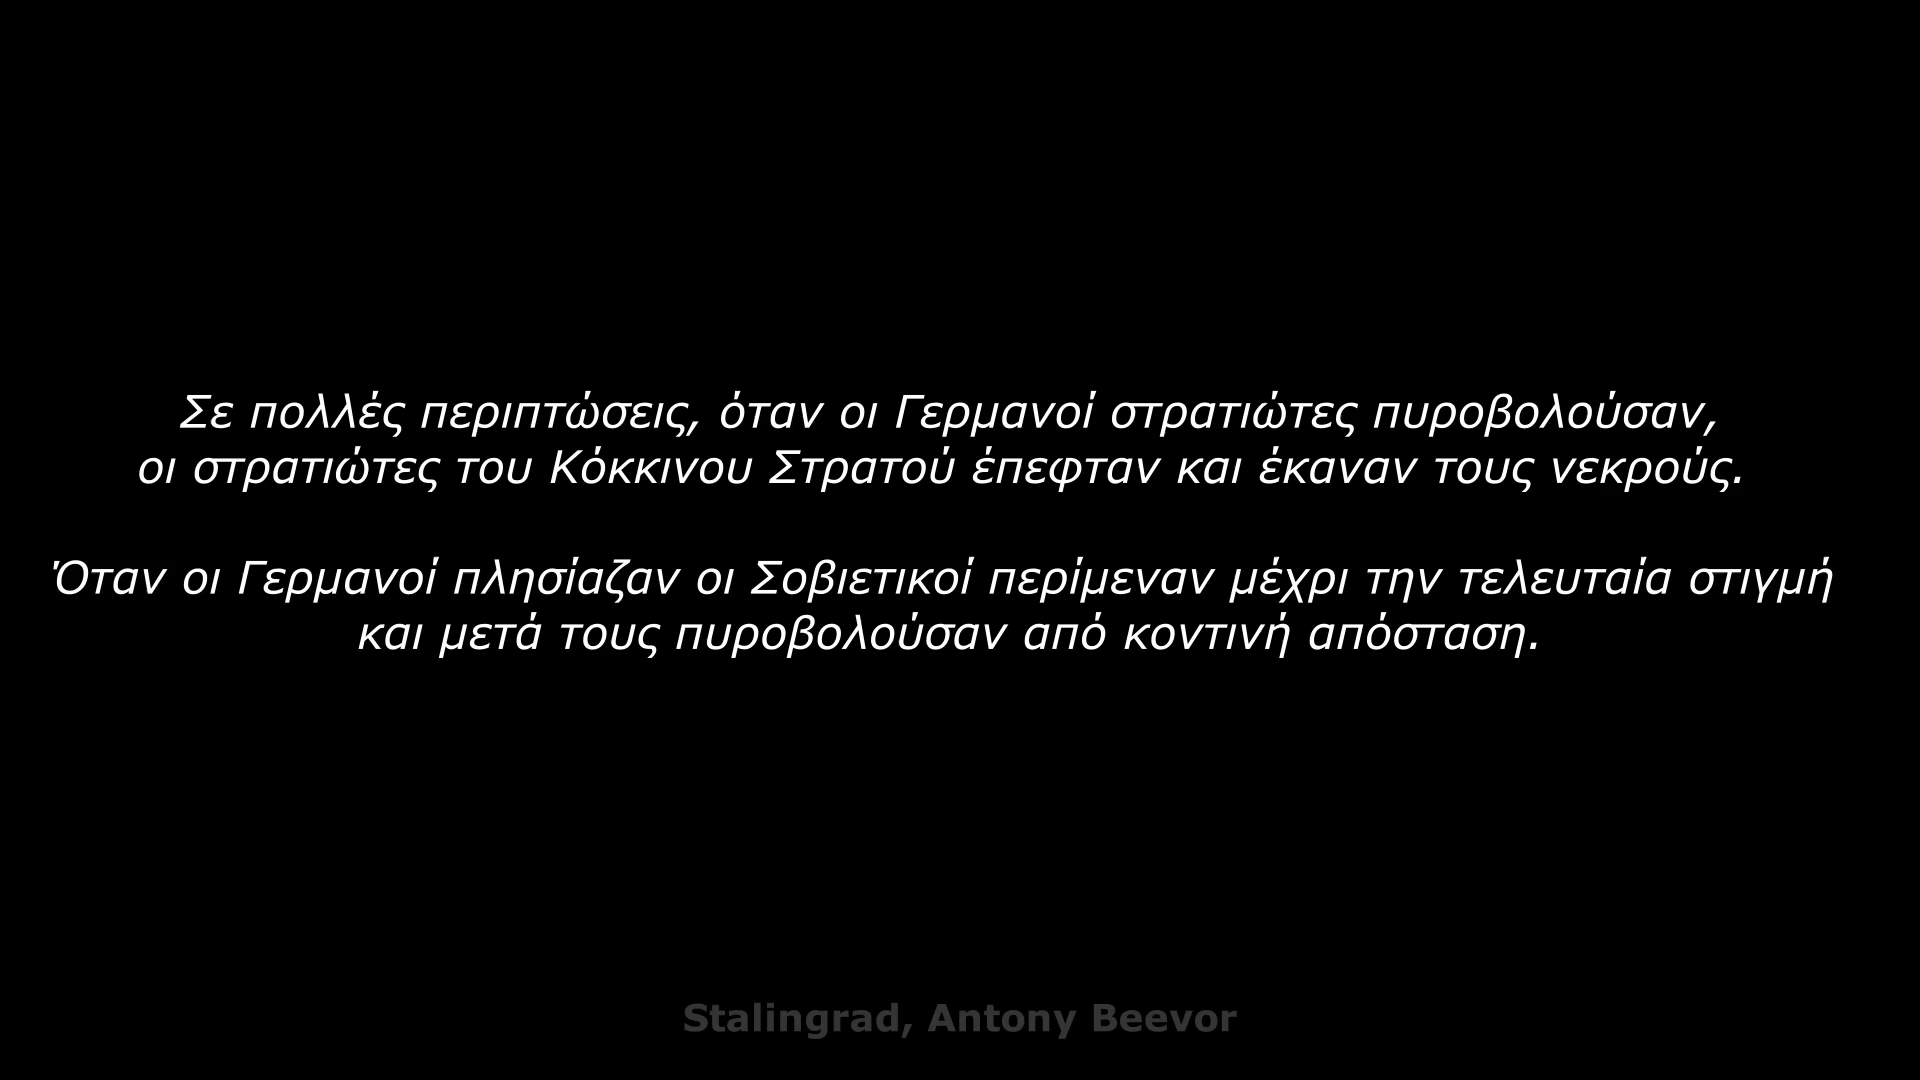 Σε πολλές περιπτώσεις, όταν οι Γερμανοί στρατιώτες πυροβολούσαν,
οι στρατιώτες του Κόκκινου Στρατού έπεφταν και έκαναν τους νεκρούς.
Όταν οι Γερμανοί πλησίαζαν οι Σοβιετικοί περίμεναν μέχρι την τελευταία στιγμή
και μετά τους πυροβολούσαν από κοντινή απόσταση.
Stalingrad, Antony Beevor